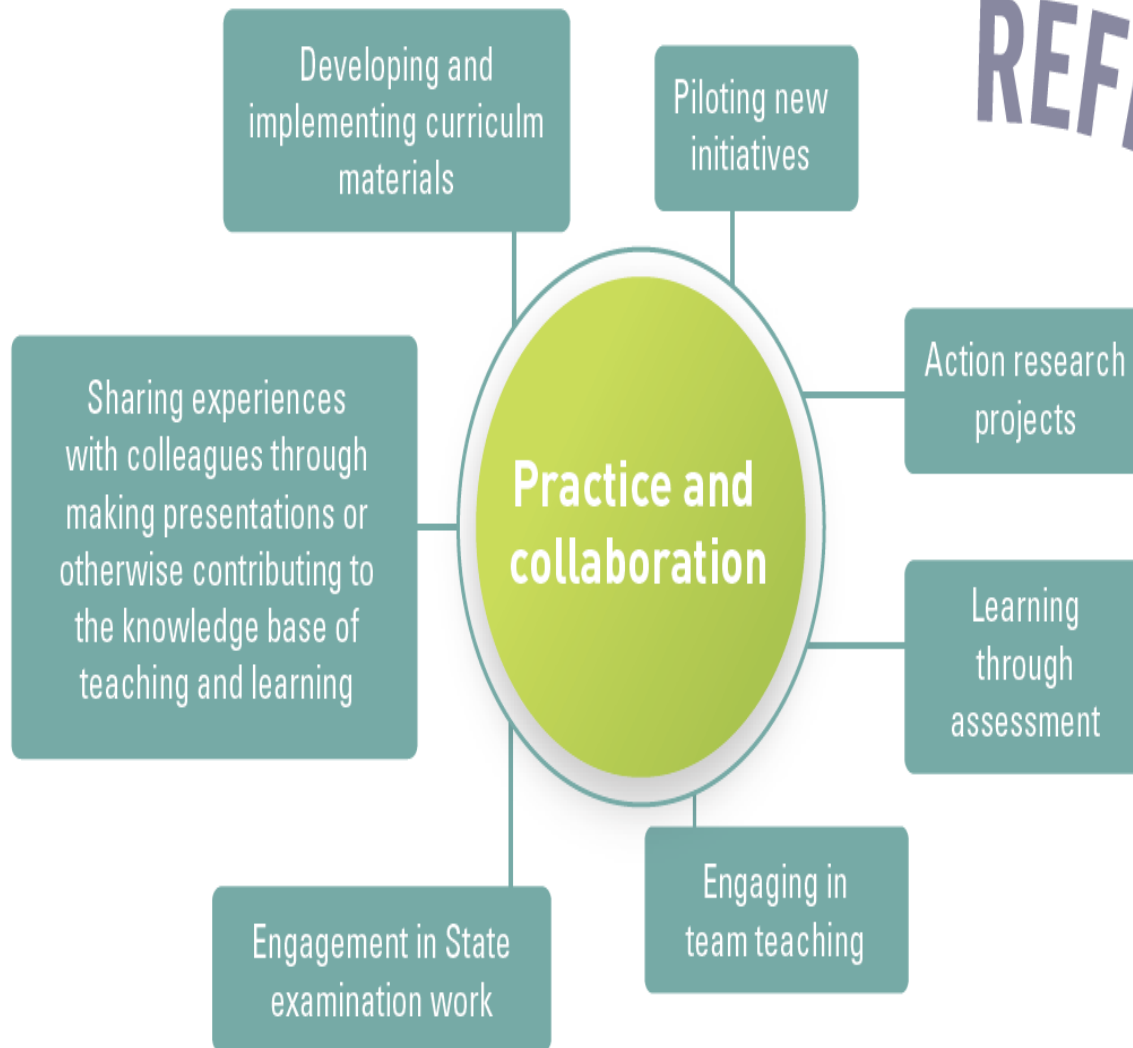 Developing and
implementing curriculm
materials
Piloting new
initiatives
Action research
projects
Sharing experiences
with colleagues through
making presentations or
otherwise contributing to
the knowledge base of
teaching and learning
Practice and
collaboration
Learning
through
assessment
Engaging in
team teaching
Engagement in State
examination work